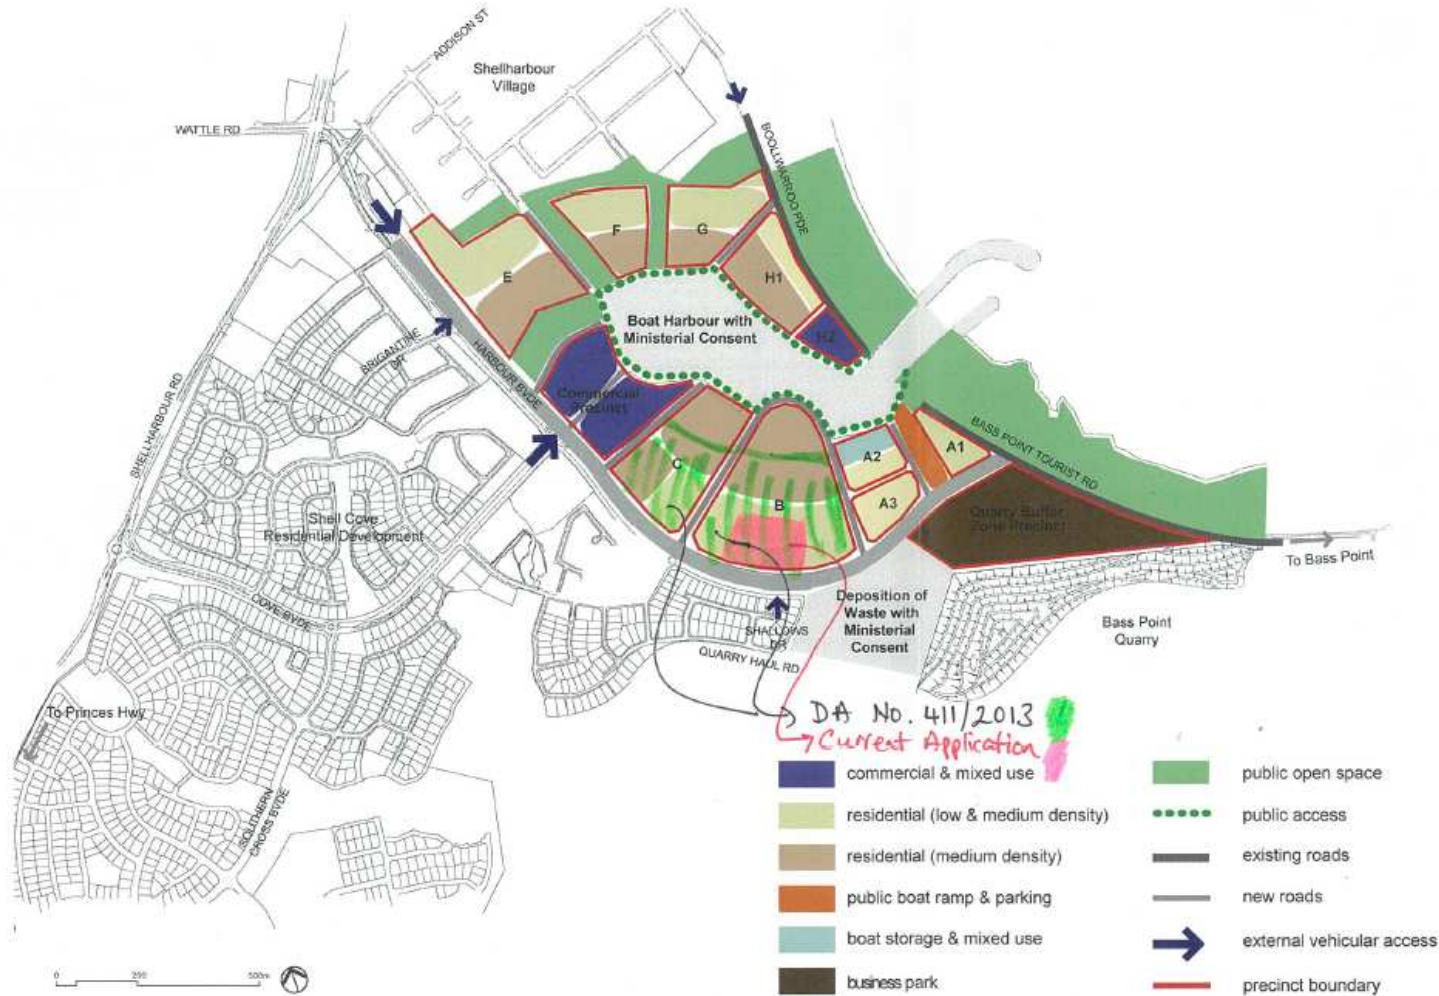 ADDISON ST
Shellharbour
Village
WATTLE RD
BOOLLWARROO PDE
F
G
E
H1
Boat Harbour with
Ministerial Consent
H2
BRIGANTINE
DR
HARBOUR BVDE
Commercial
Precinct
SHELLHARBOUR RD
C
B
A2
A1
A3
BASS POINT TOURIST RD
Quarry Buffer
Zone Precinct
Shell Cove
Residential Development
To Bass Point
COVE BVDE
Deposition of
Waste with
Ministerial
Consent
Bass Point
Quarry
SHALLOWS
DR
QUARRY HAUL RD
To Princes Hwy
SOUTHERN
CROSS BVDE
DA No. 411/2013
Current Application
commercial & mixed use
residential (low & medium density)
residential (medium density)
public boat ramp & parking
boat storage & mixed use
business park
public open space
public access
existing roads
new roads
external vehicular access
precinct boundary
0 200 500m